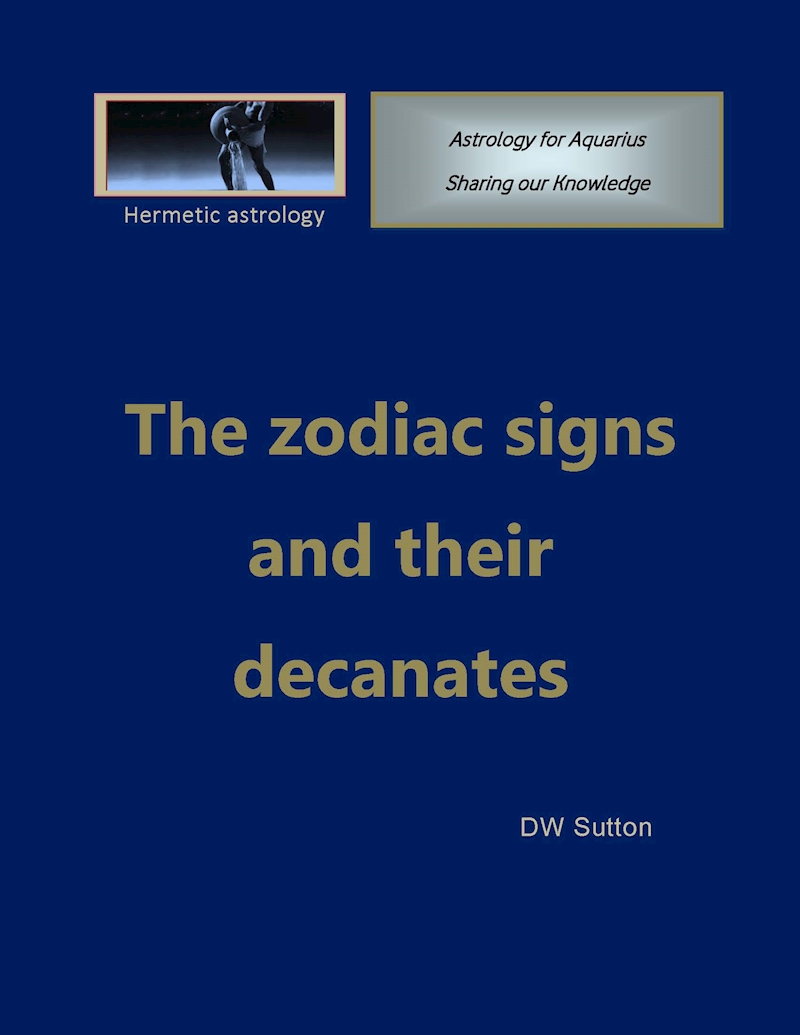 Astrology for Aquarius
Sharing our Knowledge
Hermetic astrology
The zodiac signs
and their
decanates
DW Sutton